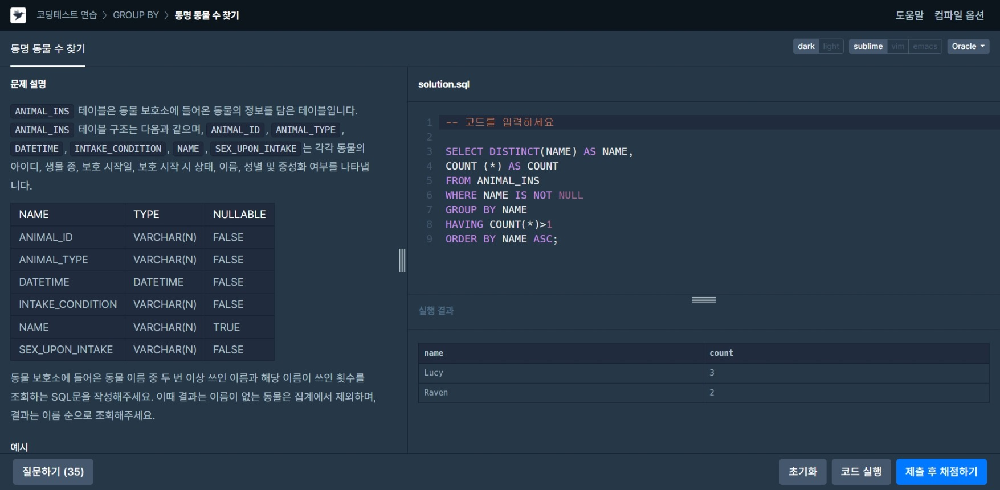 코딩테스트 연습 > GROUP BY > 동명 동물 수 찾기
도움말 컴파일 옵션
동명 동물 수 찾기
dark light sublime vim emacs Oracle
문제 설명
ANIMAL_INS 테이블은 동물 보호소에 들어온 동물의 정보를 담은 테이블입니다.
ANIMAL_INS 테이블 구조는 다음과 같으며, ANIMAL_ID, ANIMAL_TYPE,
DATETIME, INTAKE_CONDITION, NAME, SEX_UPON_INTAKE 는 각각 동물의
아이디, 생물 종, 보호 시작일, 보호 시작 시 상태, 이름, 성별 및 중성화 여부를 나타냅
니다.
NAME TYPE NULLABLE
ANIMAL_ID VARCHAR(N) FALSE
ANIMAL_TYPE VARCHAR(N) FALSE
DATETIME DATETIME FALSE
INTAKE_CONDITION VARCHAR(N) FALSE
NAME VARCHAR(N) TRUE
SEX_UPON_INTAKE VARCHAR(N) FALSE
동물 보호소에 들어온 동물 이름 중 두 번 이상 쓰인 이름과 해당 이름이 쓰인 횟수를
조회하는 SQL문을 작성해주세요. 이때 결과는 이름이 없는 동물은 집계에서 제외하며,
결과는 이름 순으로 조회해주세요.
예시
solution.sql
1 -- 코드를 입력하세요
2
3 SELECT DISTINCT(NAME) AS NAME,
4 COUNT (*) AS COUNT
5 FROM ANIMAL_INS
6 WHERE NAME IS NOT NULL
7 GROUP BY NAME
8 HAVING COUNT(*)>1
9 ORDER BY NAME ASC;
실행 결과
name count
Lucy 3
Raven 2
질문하기 (35)
초기화 코드 실행 제출 후 채점하기